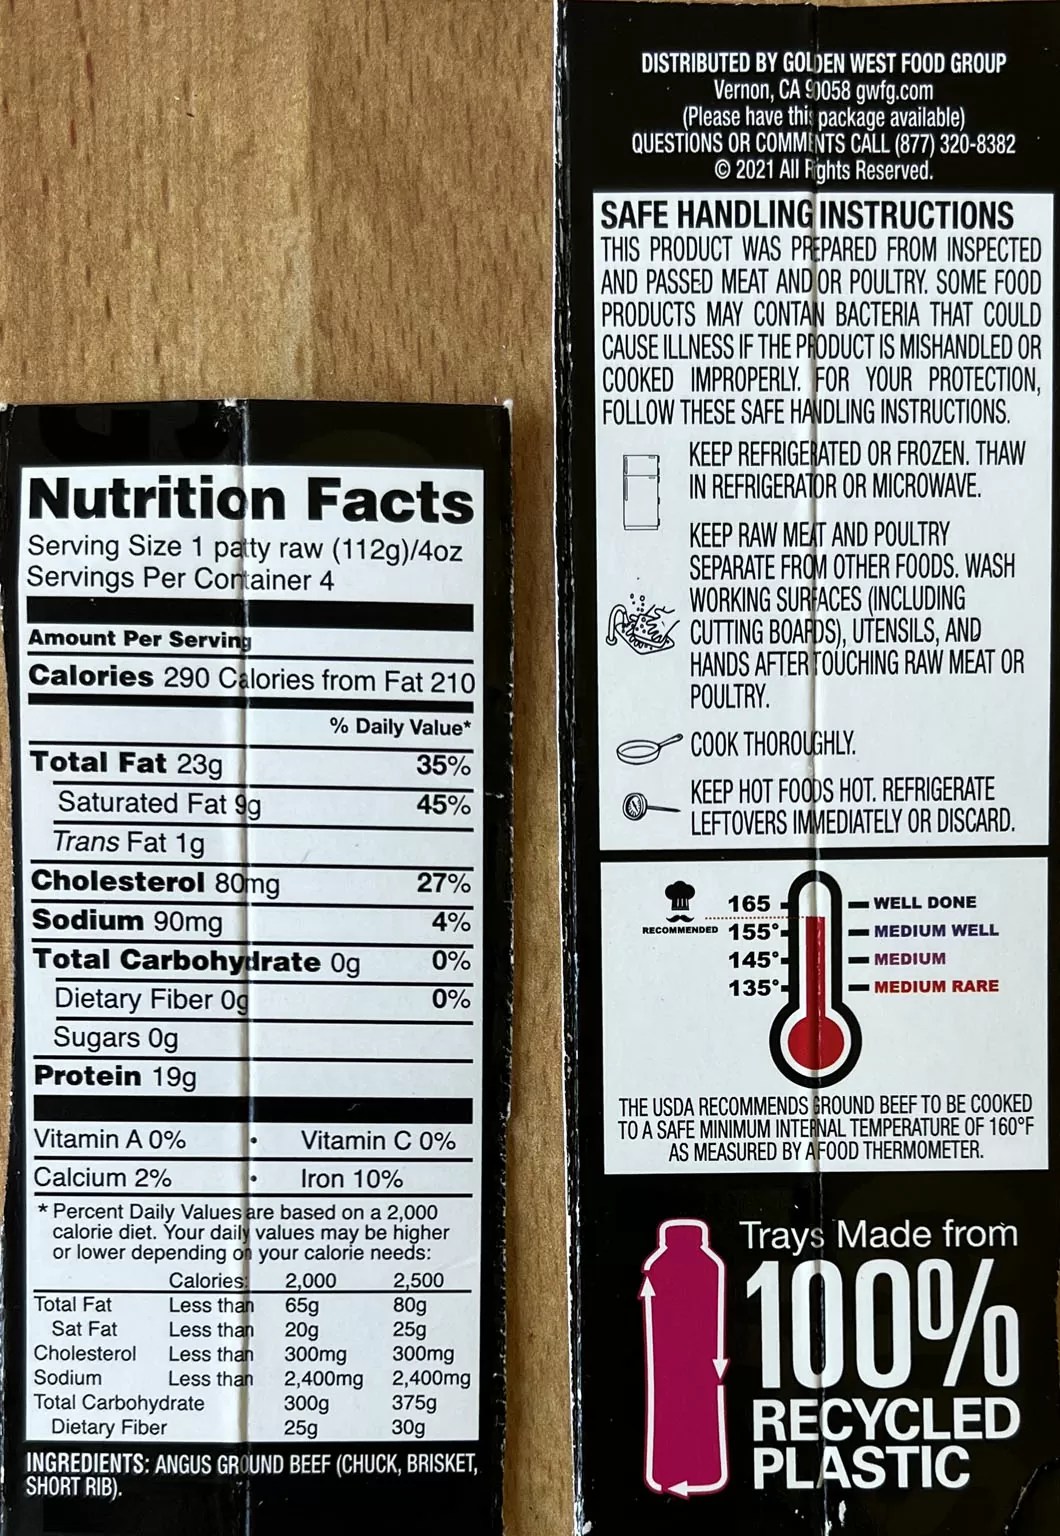 Nutrition Facts
Serving Size 1 patty raw (112g)/4oz
Servings Per Container 4
Amount Per Serving
Calories 290 Calories from Fat 210
% Daily Value*
Total Fat 23g 35%
Saturated Fat 9g 45%
Trans Fat 1g
Cholesterol 80mg 27%
Sodium 90mg 4%
Total Carbohydrate 0g 0%
Dietary Fiber 0g 0%
Sugars 0g
Protein 19g
Vitamin A 0% • Vitamin C 0%
Calcium 2% • Iron 10%
* Percent Daily Values are based on a 2,000
calorie diet. Your daily values may be higher
or lower depending on your calorie needs:
Calories: 2,000 2,500
Total Fat Less than 65g 80g
Sat Fat Less than 20g 25g
Cholesterol Less than 300mg 300mg
Sodium Less than 2,400mg 2,400mg
Total Carbohydrate 300g 375g
Dietary Fiber 25g 30g
INGREDIENTS: ANGUS GROUND BEEF (CHUCK, BRISKET,
SHORT RIB).
DISTRIBUTED BY GOLDEN WEST FOOD GROUP
Vernon, CA 90058 gwfg.com
(Please have this package available)
QUESTIONS OR COMMENTS CALL (877) 320-8382
© 2021 All Rights Reserved.
SAFE HANDLING INSTRUCTIONS
THIS PRODUCT WAS PREPARED FROM INSPECTED
AND PASSED MEAT AND/OR POULTRY. SOME FOOD
PRODUCTS MAY CONTAIN BACTERIA THAT COULD
CAUSE ILLNESS IF THE PRODUCT IS MISHANDLED OR
COOKED IMPROPERLY. FOR YOUR PROTECTION,
FOLLOW THESE SAFE HANDLING INSTRUCTIONS.
KEEP REFRIGERATED OR FROZEN. THAW
IN REFRIGERATOR OR MICROWAVE.
KEEP RAW MEAT AND POULTRY
SEPARATE FROM OTHER FOODS. WASH
WORKING SURFACES (INCLUDING
CUTTING BOARDS), UTENSILS, AND
HANDS AFTER TOUCHING RAW MEAT OR
POULTRY.
COOK THOROUGHLY.
KEEP HOT FOODS HOT. REFRIGERATE
LEFTOVERS IMMEDIATELY OR DISCARD.
165 WELL DONE
RECOMMENDED 155° MEDIUM WELL
145° MEDIUM
135° MEDIUM RARE
THE USDA RECOMMENDS GROUND BEEF TO BE COOKED
TO A SAFE MINIMUM INTERNAL TEMPERATURE OF 160°F
AS MEASURED BY A FOOD THERMOMETER.
Trays Made from
100%
RECYCLED
PLASTIC